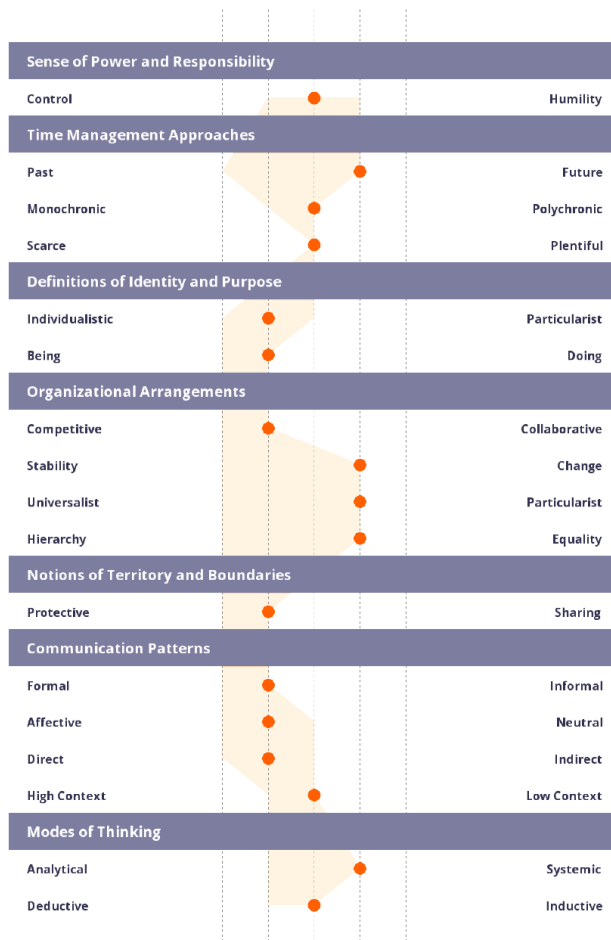 Sense of Power and Responsibility
Control Humility
Time Management Approaches
Past Future
Monochronic Polychronic
Scarce Plentiful
Definitions of Identity and Purpose
Individualistic Particularist
Being Doing
Organizational Arrangements
Competitive Collaborative
Stability Change
Universalist Particularist
Hierarchy Equality
Notions of Territory and Boundaries
Protective Sharing
Communication Patterns
Formal Informal
Affective Neutral
Direct Indirect
High Context Low Context
Modes of Thinking
Analytical Systemic
Deductive Inductive